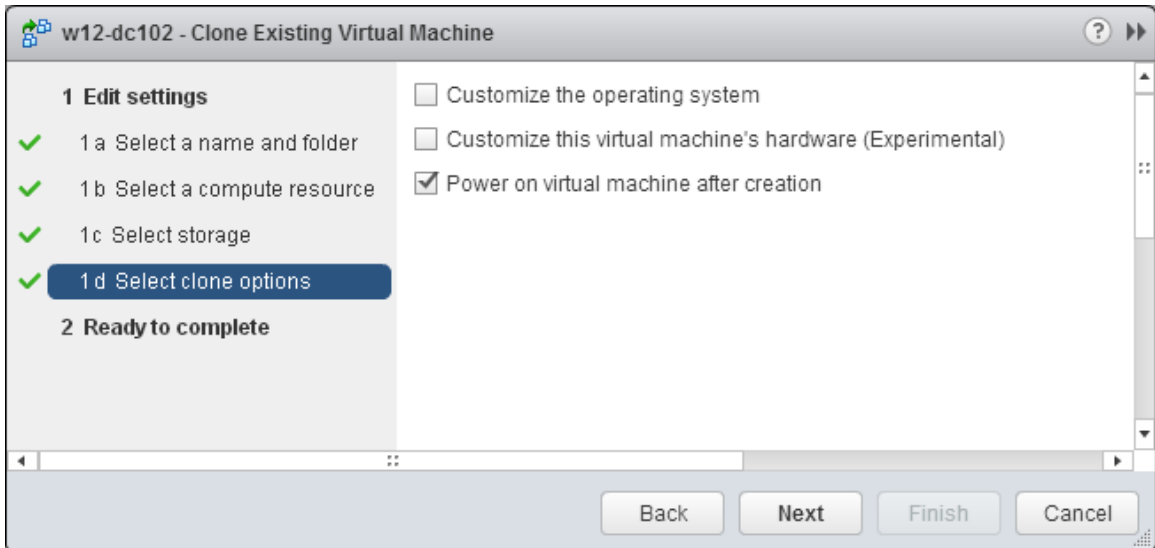 w12-dc102 - Clone Existing Virtual Machine
?
1 Edit settings
1a Select a name and folder
1b Select a compute resource
1c Select storage
1d Select clone options
2 Ready to complete
Customize the operating system
Customize this virtual machine's hardware (Experimental)
Power on virtual machine after creation
Back
Next
Finish
Cancel